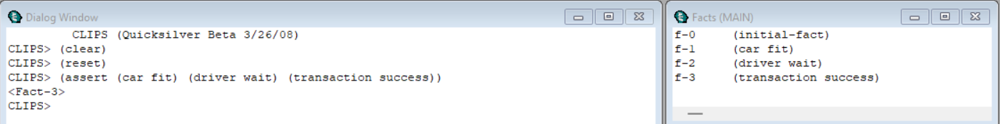 Dialog Window
CLIPS (Quicksilver Beta 3/26/08)
CLIPS> (clear)
CLIPS> (reset)
CLIPS> (assert (car fit) (driver wait) (transaction success))
<Fact-3>
CLIPS>
Facts (MAIN)
f-0 (initial-fact)
f-1 (car fit)
f-2 (driver wait)
f-3 (transaction success)